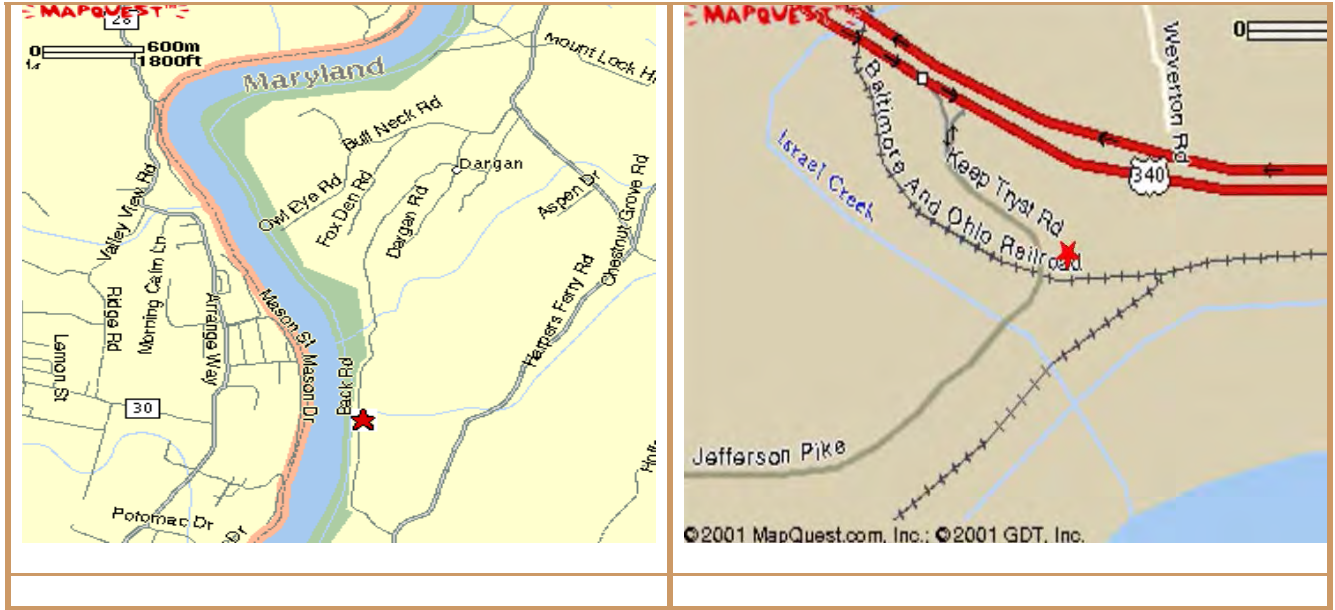 MAPQUEST
28
0
600m
1800ft
Maryland
Mount Lock
Buff Neck Rd
Dargan
Valley View Rd
Owl Eye Rd
Fox Den Rd
Dargan Rd
Aspen Dr
Chestnut Grove Rd
Ridge Rd
Morning Calm Ln
Arrange Way
Mason St
Mason Dr
Harpers Ferry Rd
Lemon St
Back Rd
30
Potomac Dr
Dr
MAPQUEST
0
Weverton Rd
Baltimore And Ohio Railroad
Israel Creek
Keep Tryst Rd
340
Jefferson Pike
©2001 MapQuest.com, Inc.; ©2001 GDT, Inc.